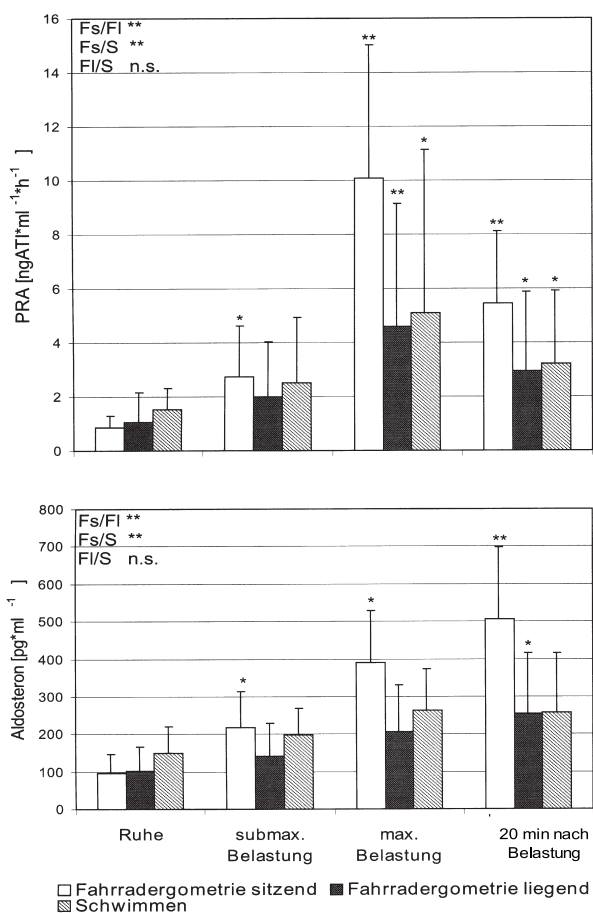 16
Fs/Fl **
Fs/S **
Fl/S n.s.
14
12
10
8
6
4
2
0
PRA [ngATI*ml -1*h-1 ]
**
*
**
*
**
*
*
800
Fs/Fl **
Fs/S **
Fl/S n.s.
700
600
500
400
300
200
100
0
Aldosteron [pg*ml -1 ]
*
*
**
*
Ruhe
submax.
Belastung
max.
Belastung
20 min nach
Belastung
Fahrradergometrie sitzend
Fahrradergometrie liegend
Schwimmen